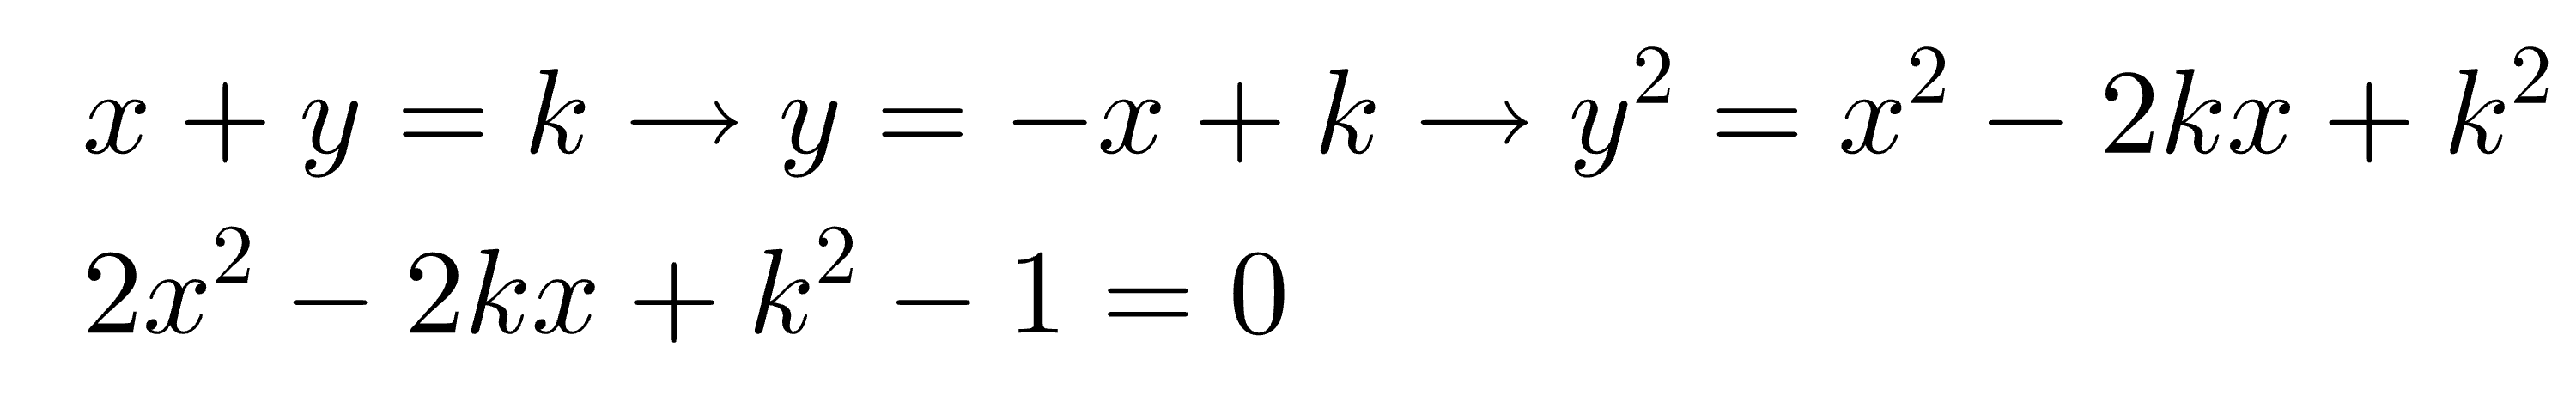 x + y = k → y = −x + k → y² = x² − 2kx + k²
2x² − 2kx + k² − 1 = 0